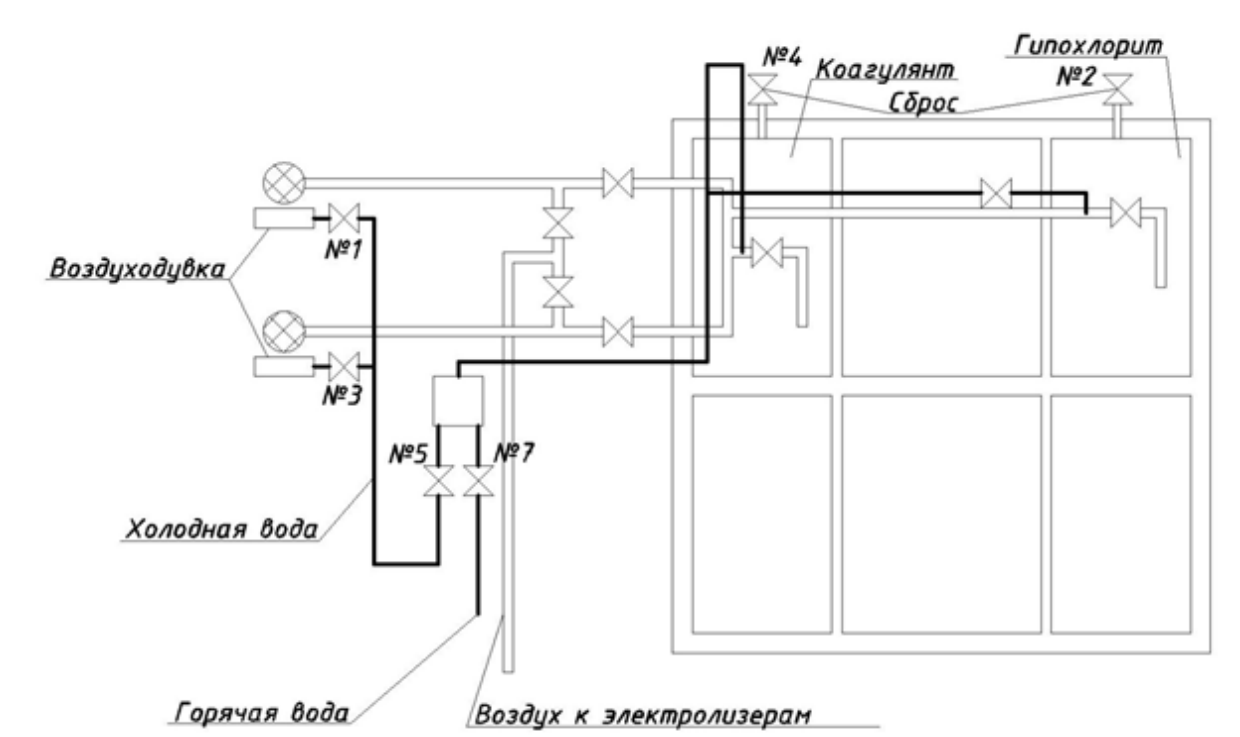 №4
Коагулянт
Гипохлорит
№2
Сброс
№1
Воздуходувка
№3
№5
№7
Холодная вода
Горячая вода
Воздух к электролизерам